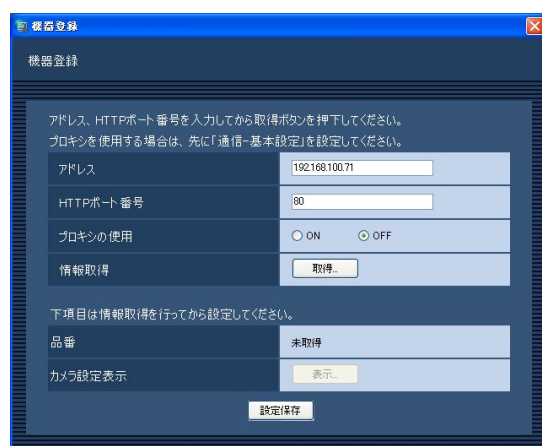 機器登録
機器登録
アドレス、HTTPポート番号を入力してから取得ボタンを押下してください。
プロキシを使用する場合は、先に「通信-基本設定」を設定してください。
アドレス 192.168.100.71
HTTPポート番号 80
プロキシの使用 ON OFF
情報取得 取得...
下項目は情報取得を行ってから設定してください。
品番 未取得
カメラ設定表示 表示...
設定保存